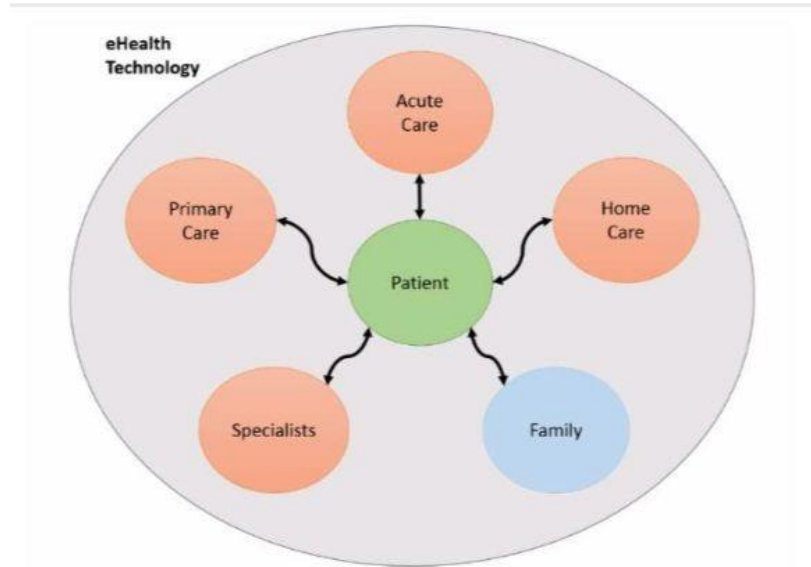 eHealth
Technology
Acute
Care
Primary
Care
Home
Care
Patient
Specialists
Family